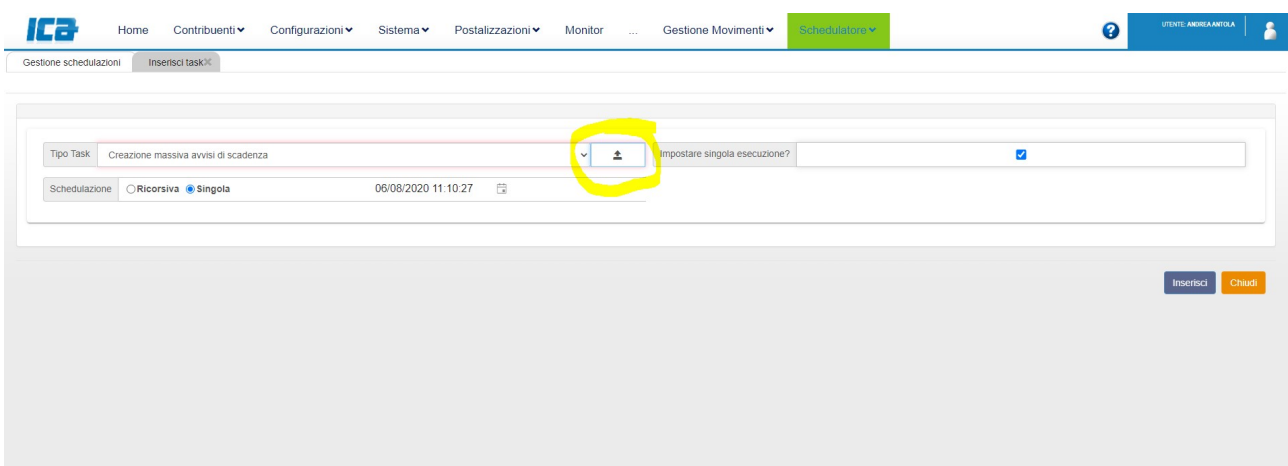 ICA Home Contribuenti Configurazioni Sistema Postalizzazioni Monitor ... Gestione Movimenti Schedulatore ? UTENTE: ANDREA ANTOLA
Gestione schedulazioni Inserisci task
Tipo Task Creazione massiva avvisi di scadenza Impostare singola esecuzione?
Schedulazione Ricorsiva Singola 06/08/2020 11:10:27
Inserisci Chiudi